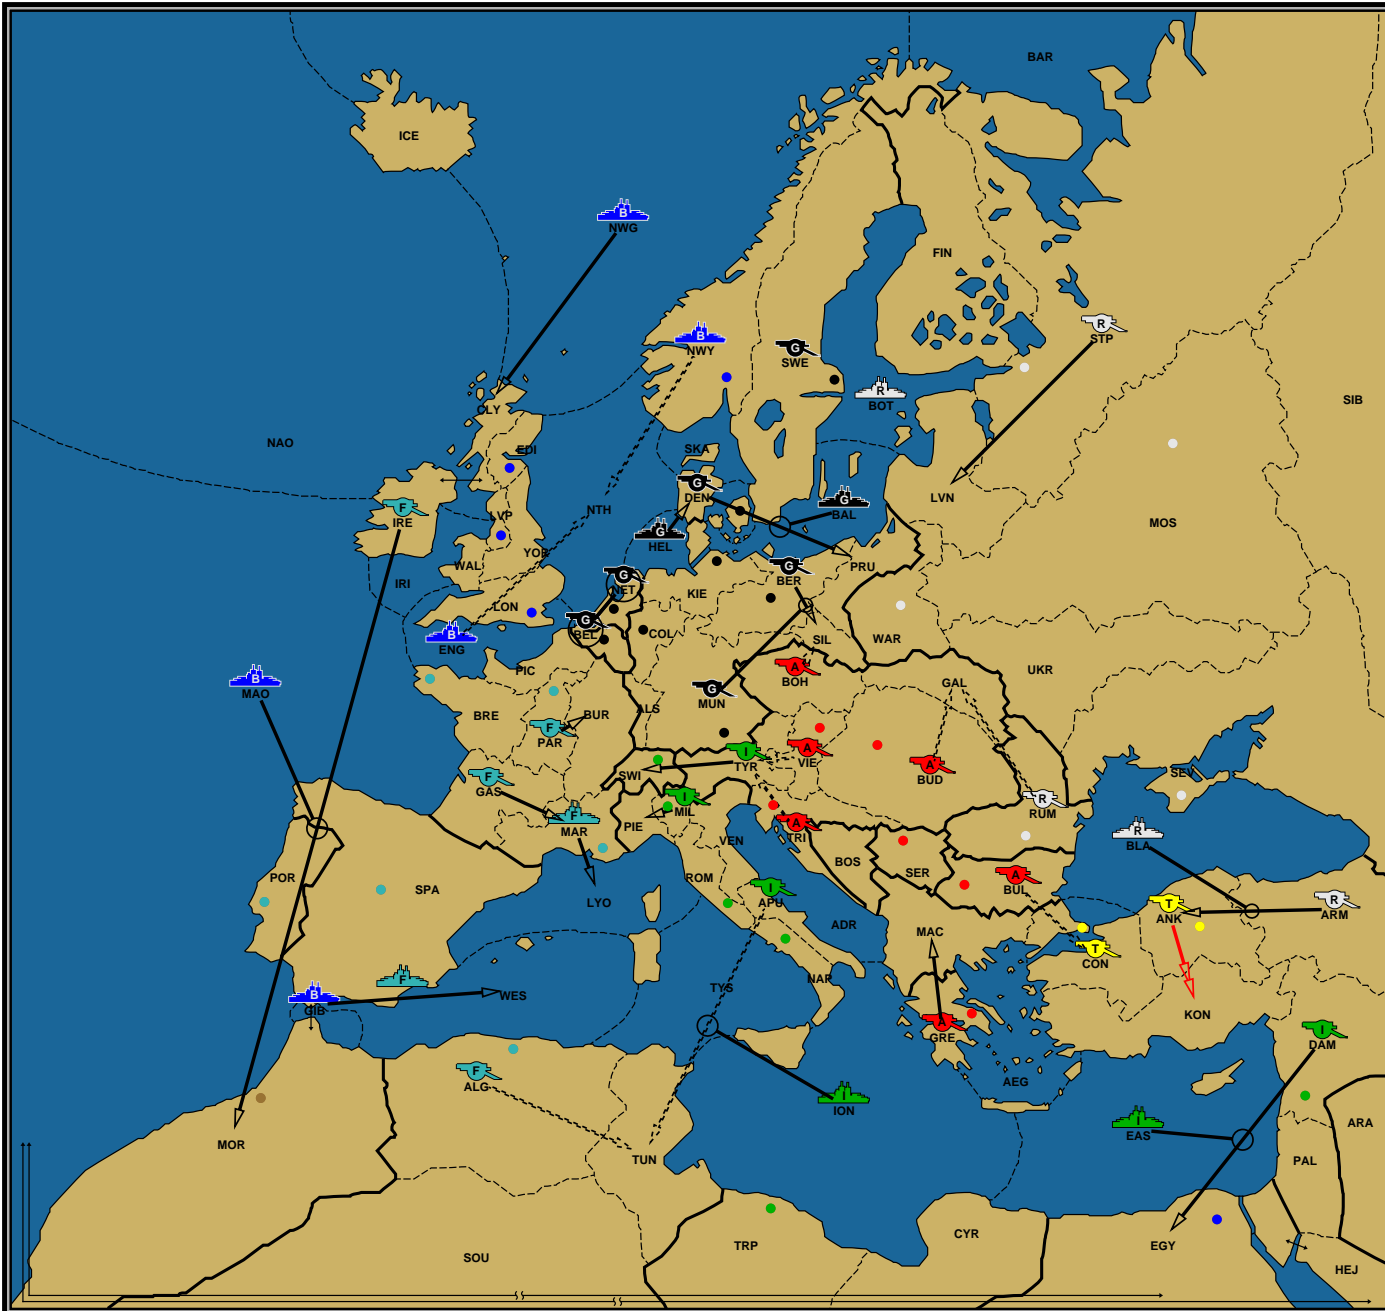 BAR
ICE
B
NWG
FIN
R
STP
B
NWY
G
SWE
R
BOT
SIB
CLY
NAO
EDI
SKA
G
DEN
G
BAL
LVN
F
IRE
LVP
NTH
MOS
G
HEL
YOR
WAL
G
BER
PRU
G
NET
IRI
KIE
LON
G
BEL
COL
B
ENG
SIL
WAR
PIC
A
BOH
UKR
B
MAO
G
MUN
GAL
ALS
BUR
BRE
F
PAR
I
TYR
A
VIE
A
BUD
SWI
SEV
F
GAS
I
MIL
R
RUM
F
MAR
PIE
A
TRI
R
BLA
VEN
BOS
SER
POR
SPA
ROM
I
APU
A
BUL
LYO
T
ANK
R
ARM
ADR
MAC
T
CON
F
NAP
TYS
B
GIB
WES
KON
A
GRE
I
DAM
F
ALG
AEG
I
ION
I
EAS
ARA
MOR
TUN
PAL
CYR
TRP
EGY
SOU
HEJ